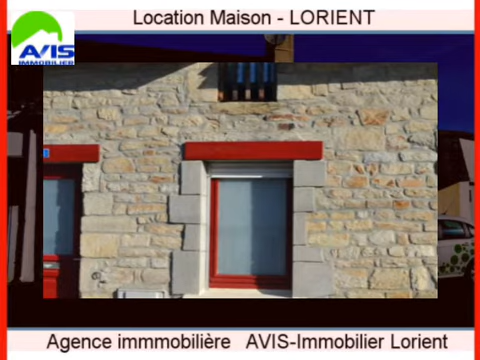 Location Maison - LORIENT
AVIS
IMMOBILIER
Agence immmobilière AVIS-Immobilier Lorient